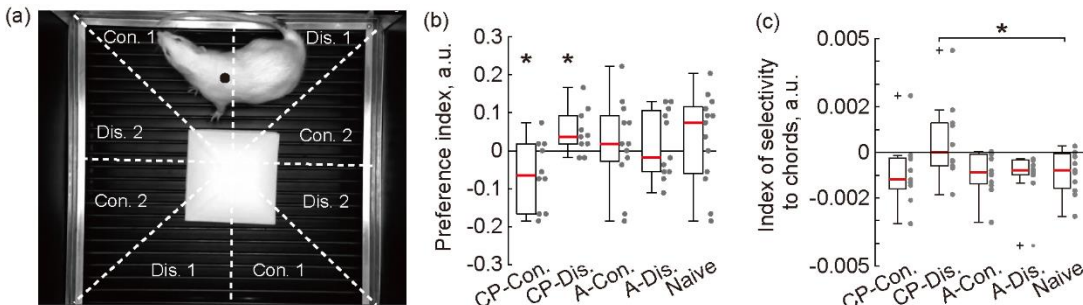 (a)
Con. 1
Dis. 1
Dis. 2
Con. 2
Con. 2
Dis. 2
Dis. 1
Con. 1
(b)
Preference index, a.u.
0.3
0.2
0.1
0
-0.1
-0.2
-0.3
* *
CP-Con.
CP-Dis.
A-Con.
A-Dis.
Naive
(c)
Index of selectivity
to chords, a.u.
0.005
0.002
0
-0.002
-0.005
*
CP-Con.
CP-Dis.
A-Con.
A-Dis.
Naive